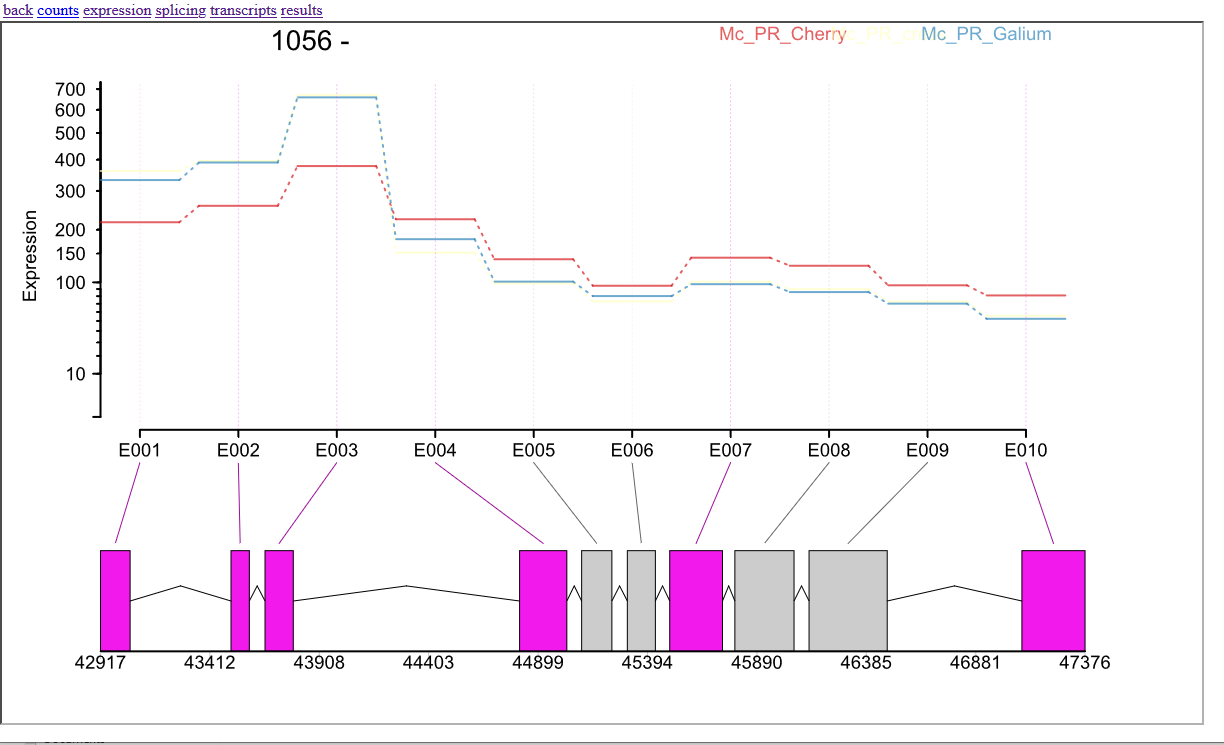 back counts expression splicing transcripts results
1056 -
Mc_PR_Cherry Mc_PR_Galium
700
600
500
400
300
200
150
100
10
Expression
E001 E002 E003 E004 E005 E006 E007 E008 E009 E010
42917 43412 43908 44403 44899 45394 45890 46385 46881 47376